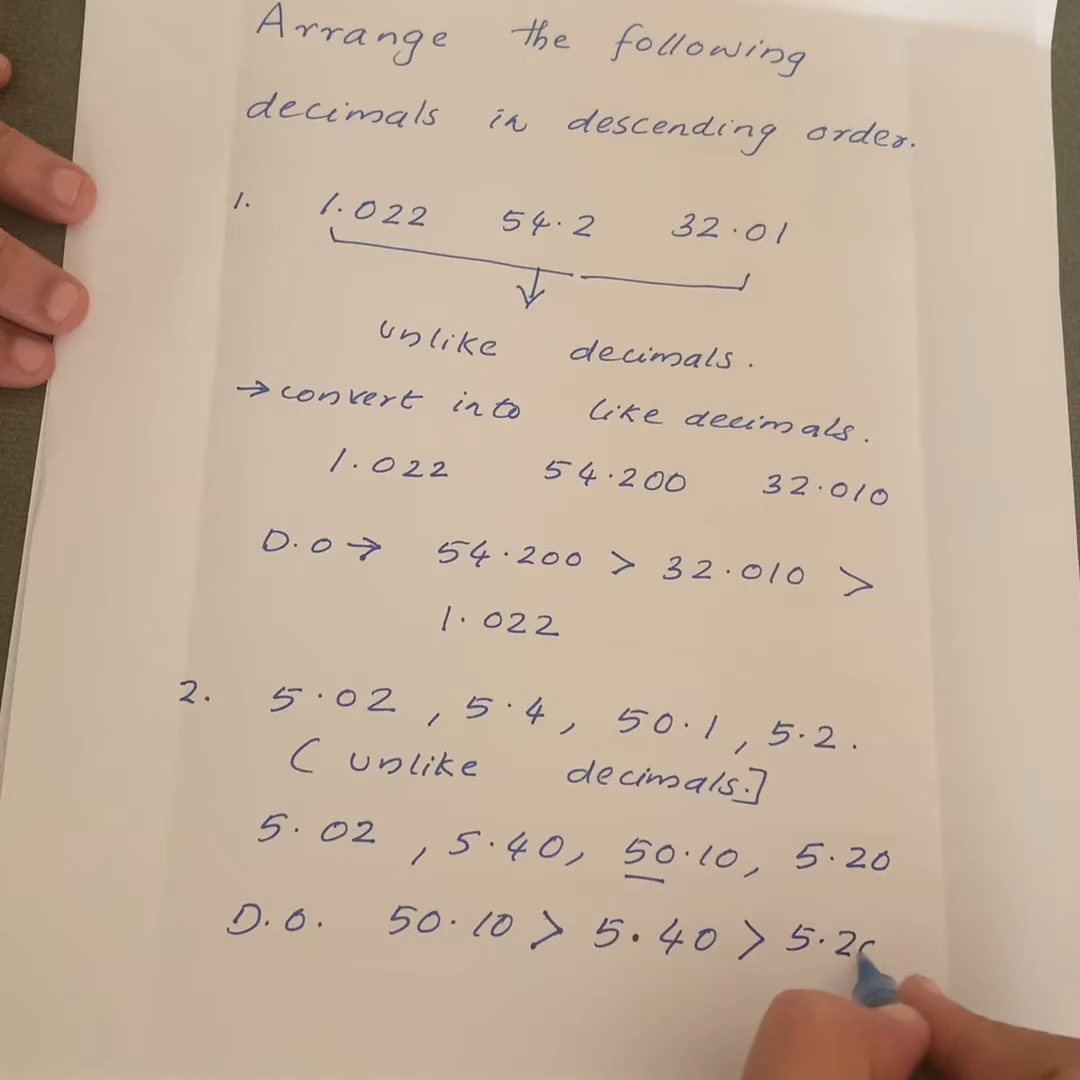 Arrange the following
decimals in descending order.
1. 1.022 54.2 32.01
unlike decimals.
→ convert into like decimals.
1.022 54.200 32.010
D.O → 54.200 > 32.010 >
1.022
2. 5.02, 5.4, 50.1, 5.2.
( unlike decimals.]
5.02, 5.40, 50.10, 5.20
D.O. 50.10 > 5.40 > 5.20